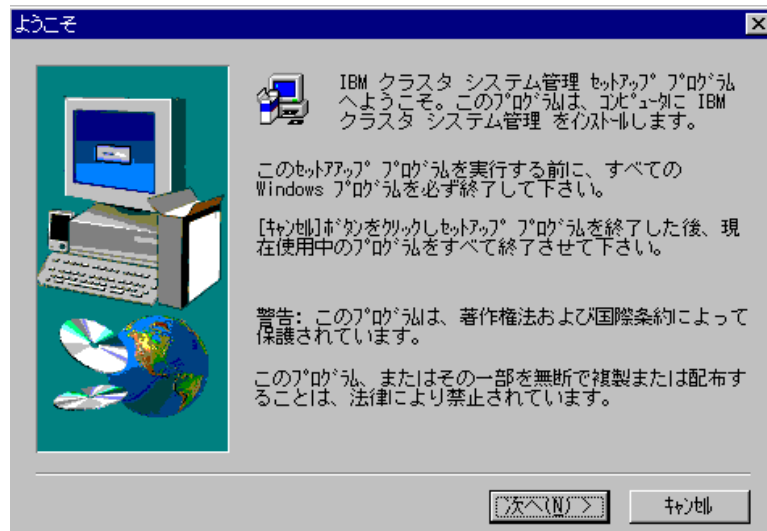 ようこそ
IBM クラスタ システム管理 ｾｯﾄｱｯﾌﾟ ﾌﾟﾛｸﾞﾗﾑ
へようこそ。このﾌﾟﾛｸﾞﾗﾑは、ｺﾝﾋﾟｭｰﾀに IBM
クラスタ システム管理 をｲﾝｽﾄｰﾙします。
このｾｯﾄｱｱｯﾌﾟ ﾌﾟﾛｸﾞﾗﾑを実行する前に、すべての
Windows ﾌﾟﾛｸﾞﾗﾑを必ず終了して下さい。
[ｷｬﾝｾﾙ]ﾎﾞﾀﾝをｸﾘｯｸしｾｯﾄｱｯﾌﾟ ﾌﾟﾛｸﾞﾗﾑを終了した後、現
在使用中のﾌﾟﾛｸﾞﾗﾑをすべて終了させて下さい。
警告: このﾌﾟﾛｸﾞﾗﾑは、著作権法および国際条約によって
保護されています。
このﾌﾟﾛｸﾞﾗﾑ、またはその一部を無断で複製または配布す
ることは、法律により禁止されています。
次へ(N) >
ｷｬﾝｾﾙ